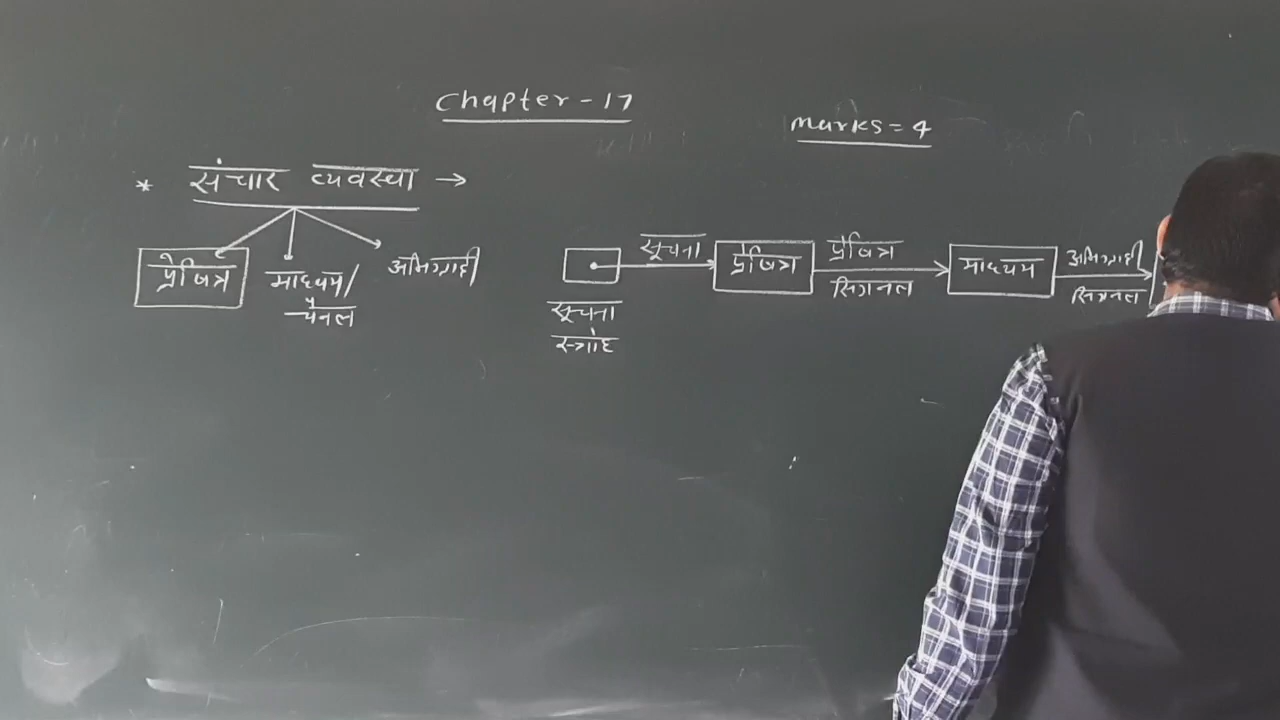 Chapter - 17
Marks = 4
* संचार व्यवस्था →
प्रेषित्र
माध्यम/
चैनल
अभिग्राही
सूचना
स्त्रोंह
सूचना
प्रेषित्र
प्रेषित्र
सिग्नल
माध्यम
अभिग्राही
सिग्नल